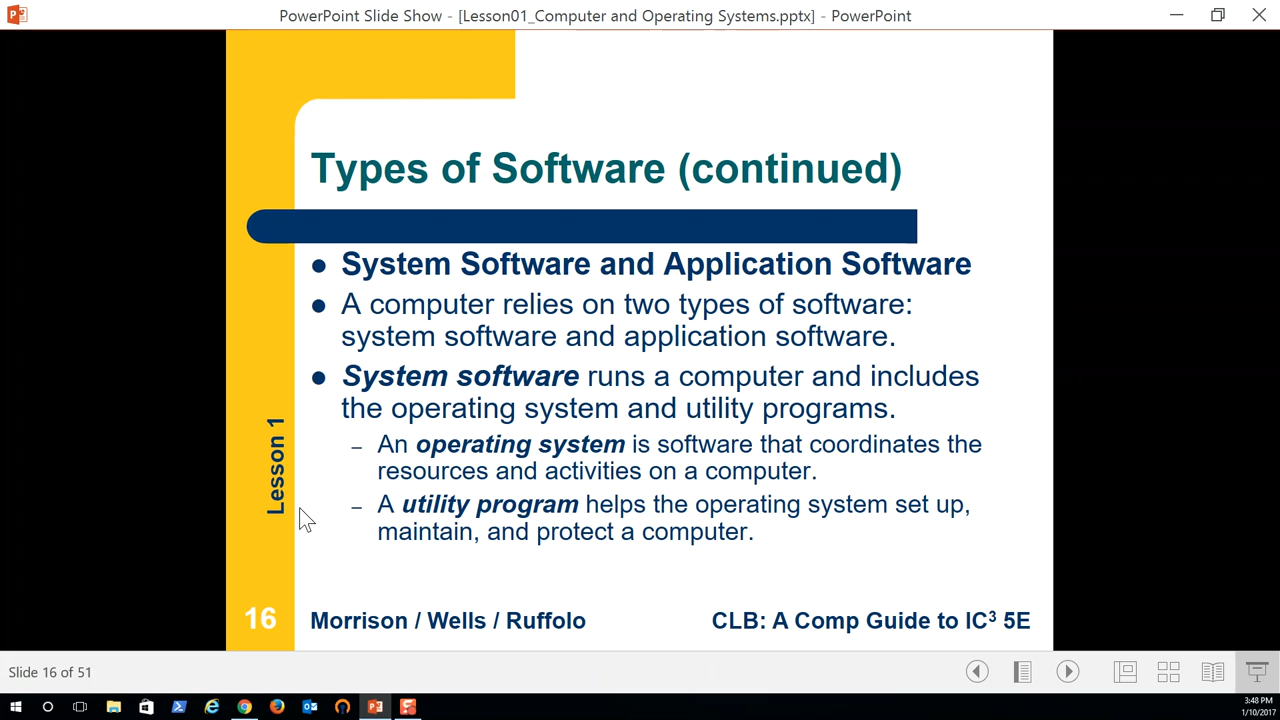 PowerPoint Slide Show - [Lesson01_Computer and Operating Systems.pptx] - PowerPoint
Types of Software (continued)
● System Software and Application Software
● A computer relies on two types of software:
system software and application software.
● System software runs a computer and includes
the operating system and utility programs.
– An operating system is software that coordinates the
resources and activities on a computer.
– A utility program helps the operating system set up,
maintain, and protect a computer.
Lesson 1
16
Morrison / Wells / Ruffolo
CLB: A Comp Guide to IC³ 5E
Slide 16 of 51
3:48 PM
1/10/2017